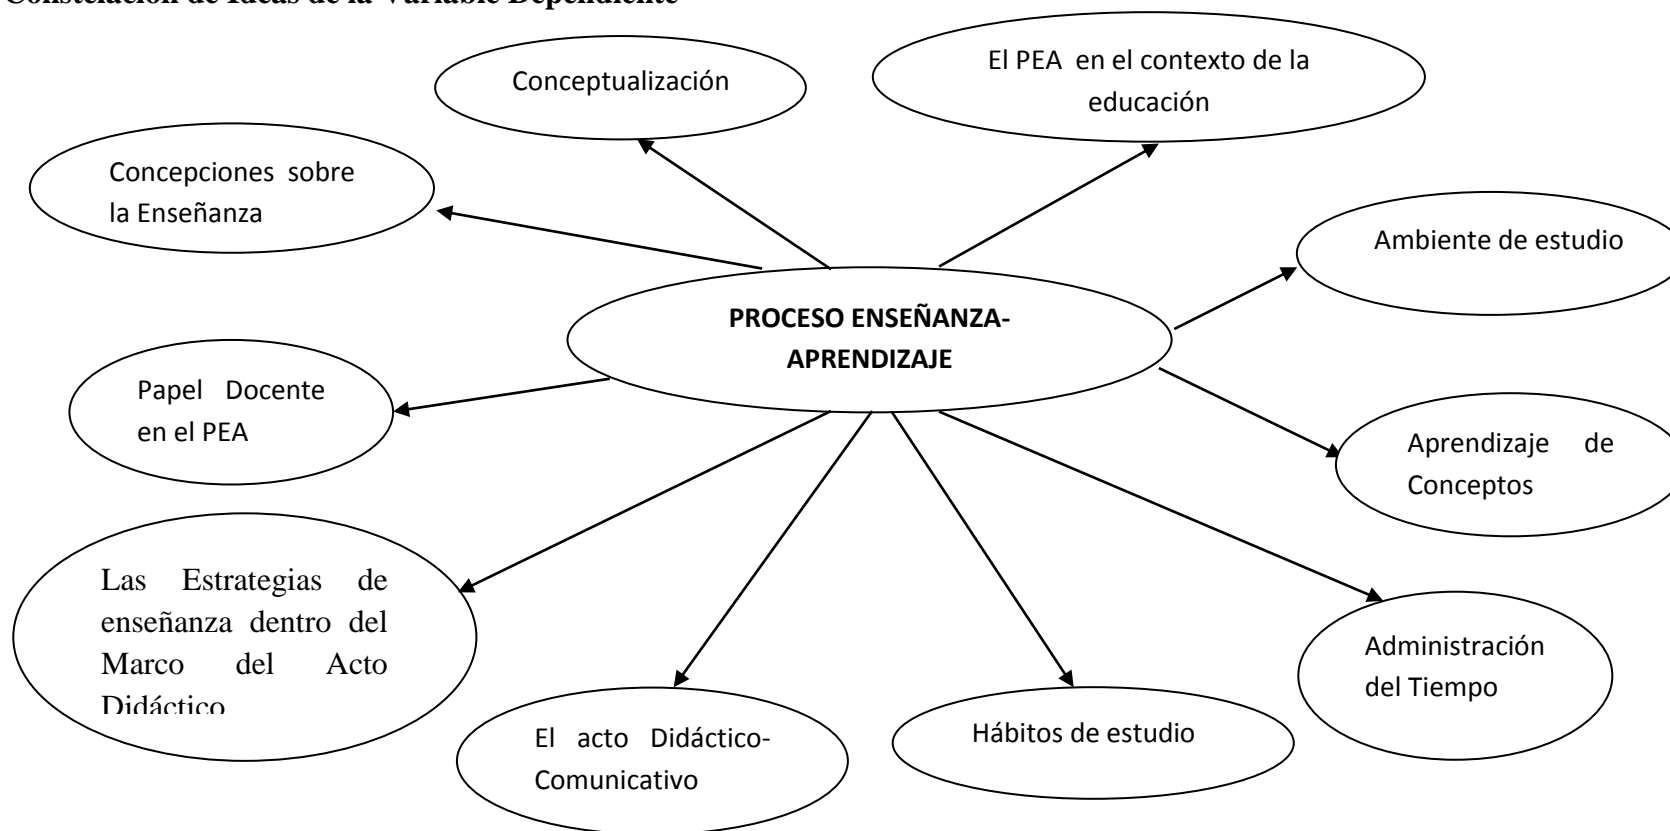 Constelación de Ideas de la Variable Dependiente
Conceptualización
El PEA en el contexto de la
educación
Concepciones sobre
la Enseñanza
Ambiente de estudio
PROCESO ENSEÑANZA-
APRENDIZAJE
Papel Docente
en el PEA
Aprendizaje de
Conceptos
Las Estrategias de
enseñanza dentro del
Marco del Acto
Didáctico
Administración
del Tiempo
El acto Didáctico-
Comunicativo
Hábitos de estudio